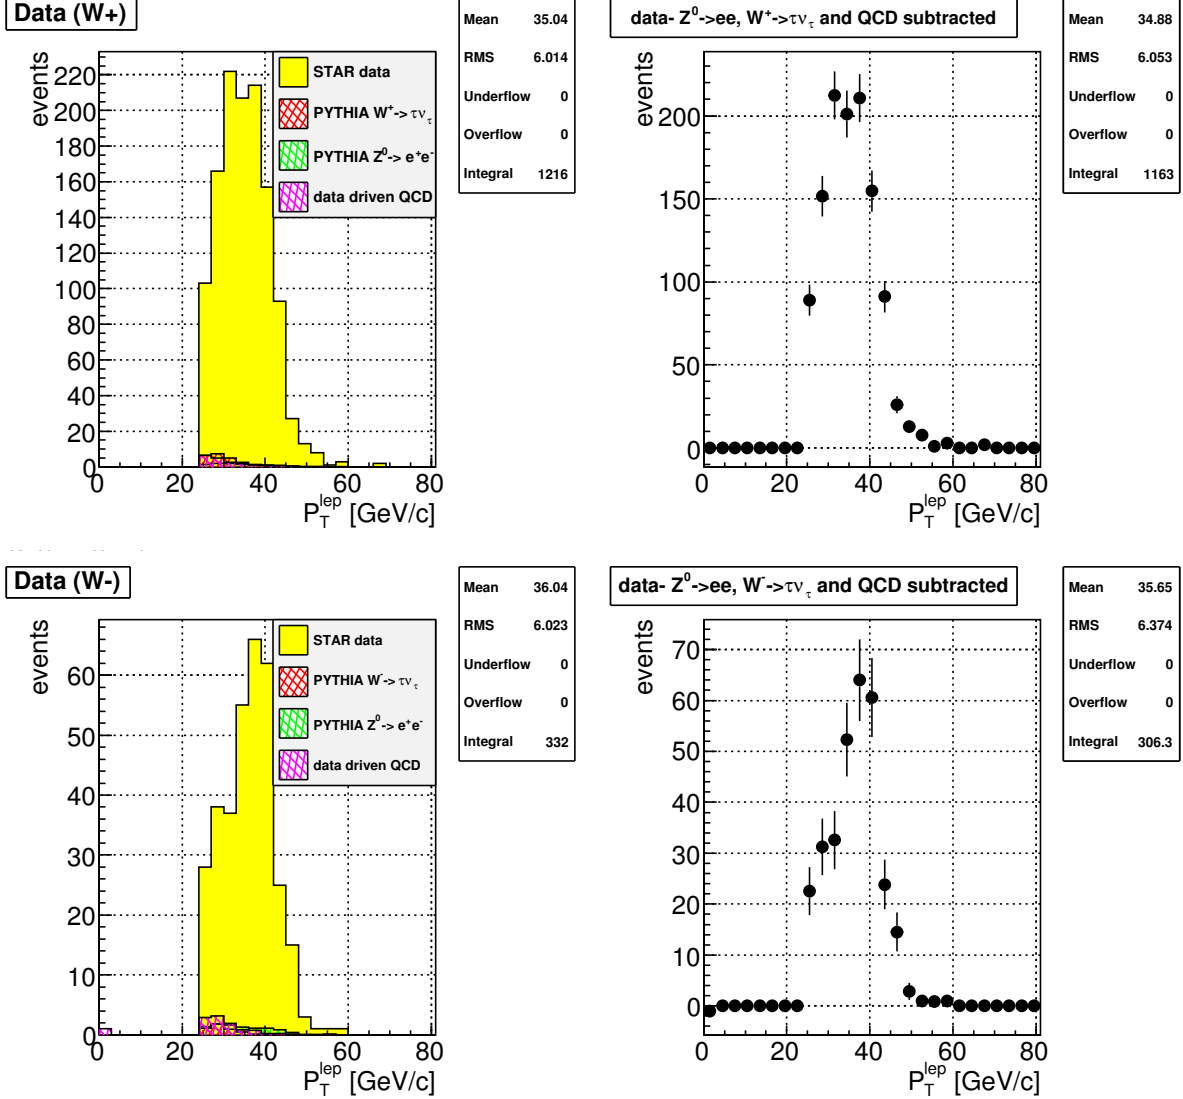 Data (W+)
Mean 35.04
RMS 6.014
Underflow 0
Overflow 0
Integral 1216
events
220
200
180
160
140
120
100
80
60
40
20
0
STAR data
PYTHIA W⁺-> τν_τ
PYTHIA Z⁰-> e⁺e⁻
data driven QCD
0 20 40 60 80
P_T^lep [GeV/c]
data- Z⁰->ee, W⁺->τν_τ and QCD subtracted
Mean 34.88
RMS 6.053
Underflow 0
Overflow 0
Integral 1163
events
200
150
100
50
0
0 20 40 60 80
P_T^lep [GeV/c]
Data (W-)
Mean 36.04
RMS 6.023
Underflow 0
Overflow 0
Integral 332
events
60
50
40
30
20
10
0
STAR data
PYTHIA W⁻-> τν_τ
PYTHIA Z⁰-> e⁺e⁻
data driven QCD
0 20 40 60 80
P_T^lep [GeV/c]
data- Z⁰->ee, W⁻->τν_τ and QCD subtracted
Mean 35.65
RMS 6.374
Underflow 0
Overflow 0
Integral 306.3
events
70
60
50
40
30
20
10
0
0 20 40 60 80
P_T^lep [GeV/c]